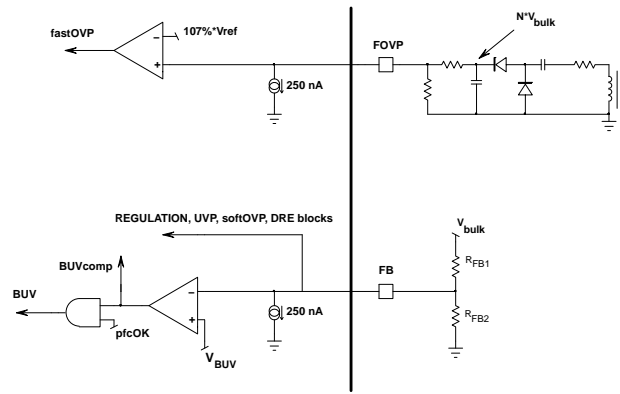 fastOVP
107%*Vref
250 nA
FOVP
N*Vbulk
REGULATION, UVP, softOVP, DRE blocks
BUVcomp
BUV
pfcOK
VBUV
250 nA
FB
Vbulk
RFB1
RFB2